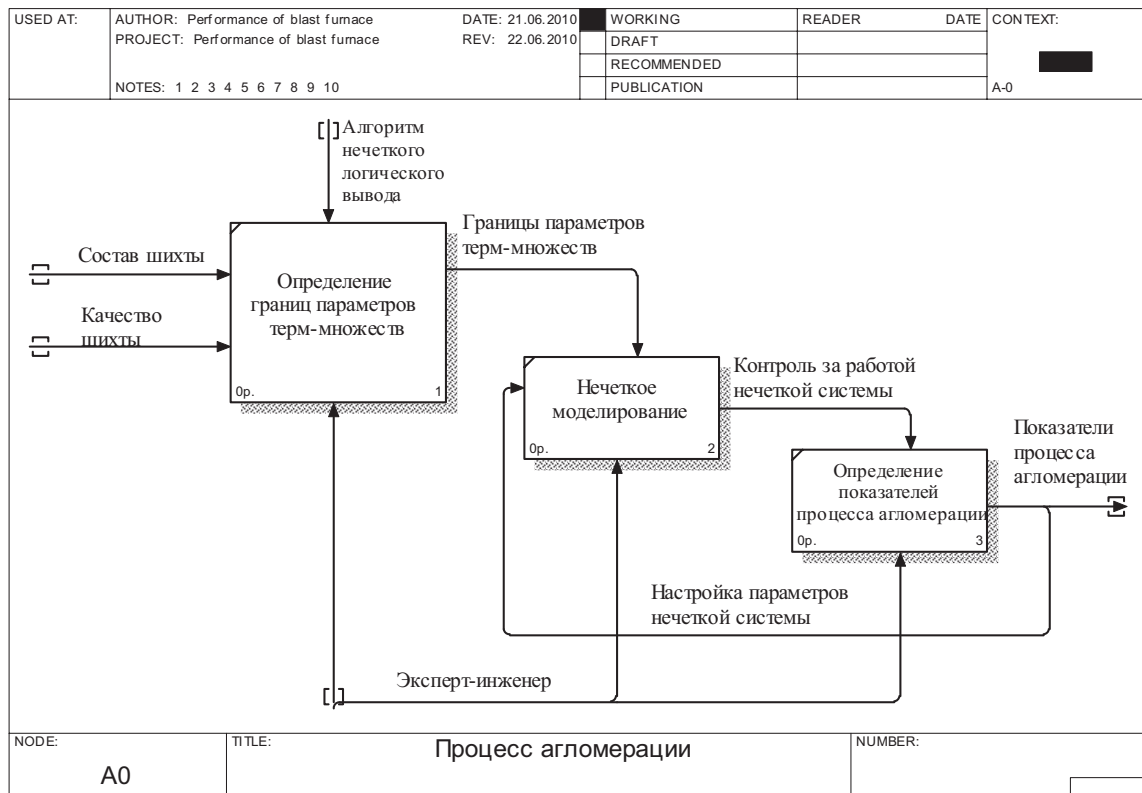 USED AT:
AUTHOR: Performance of blast furnace
DATE: 21.06.2010
PROJECT: Performance of blast furnace
REV: 22.06.2010
NOTES: 1 2 3 4 5 6 7 8 9 10
WORKING
DRAFT
RECOMMENDED
PUBLICATION
READER
DATE
CONTEXT:
A-0
Алгоритм
нечеткого
логического
вывода
Состав шихты
Качество
шихты
Определение
границ параметров
терм-множеств
0р.
1
Границы параметров
терм-множеств
Нечеткое
моделирование
0р.
2
Контроль за работой
нечеткой системы
Определение
показателей
процесса агломерации
0р.
3
Показатели
процесса
агломерации
Настройка параметров
нечеткой системы
Эксперт-инженер
NODE:
A0
TITLE:
Процесс агломерации
NUMBER: